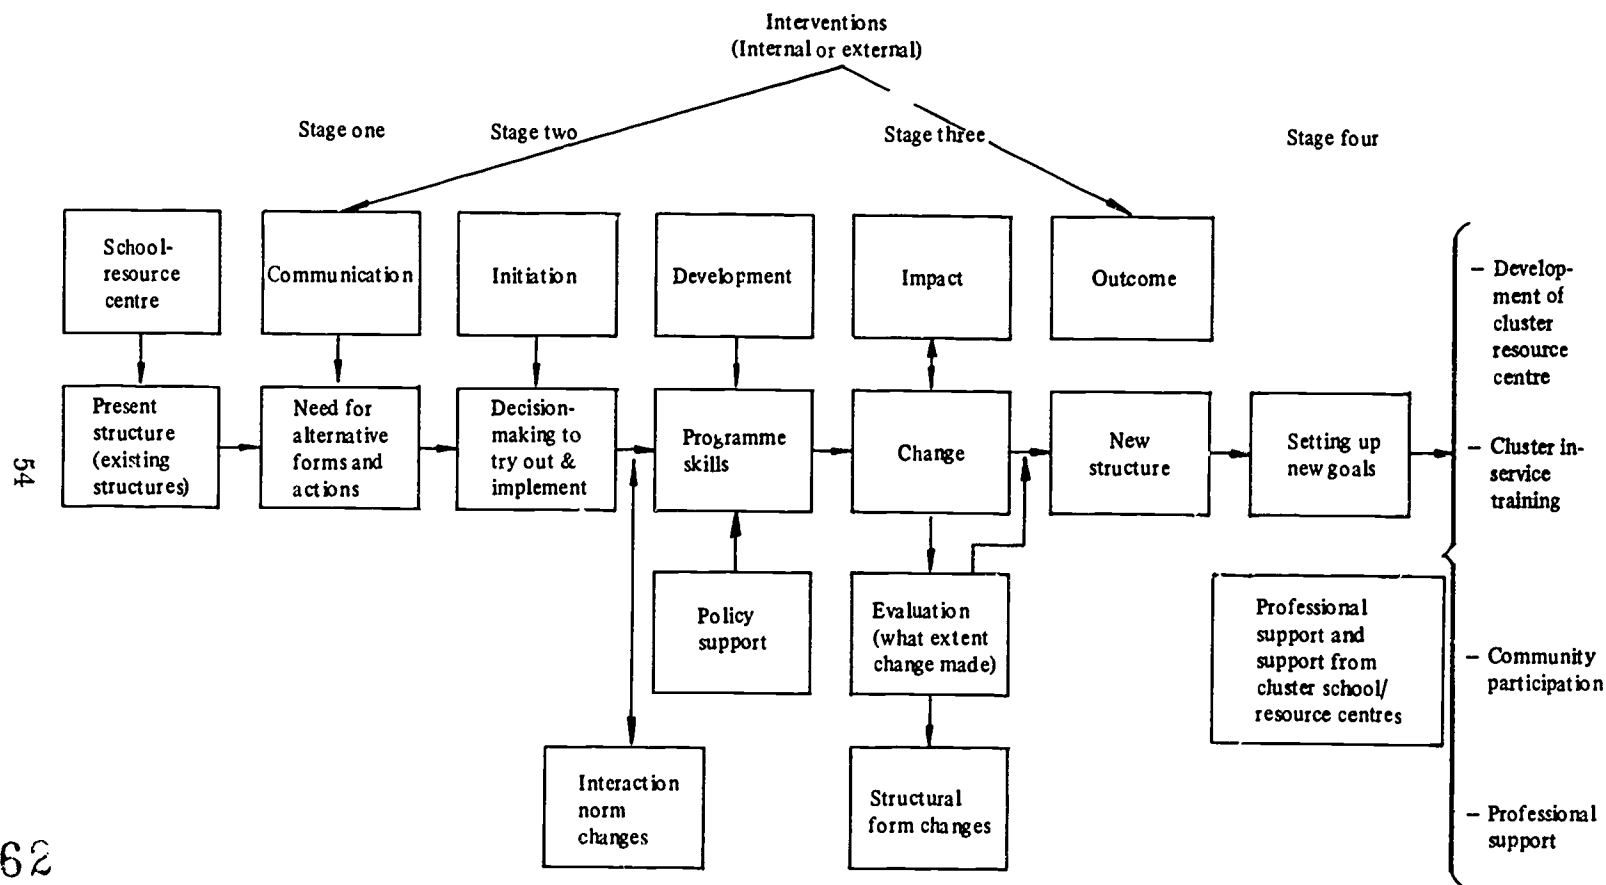 Interventions
(Internal or external)
Stage one
Stage two
Stage three
Stage four
School-
resource
centre
Communication
Initiation
Development
Impact
Outcome
Present
structure
(existing
structures)
Need for
alternative
forms and
actions
Decision-
making to
try out &
implement
Programme
skills
Change
New
structure
Setting up
new goals
Policy
support
Evaluation
(what extent
change made)
Professional
support and
support from
cluster school/
resource centres
Interaction
norm
changes
Structural
form changes
– Develop-
ment of
cluster
resource
centre
– Cluster in-
service
training
– Community
participation
– Professional
support
54
62